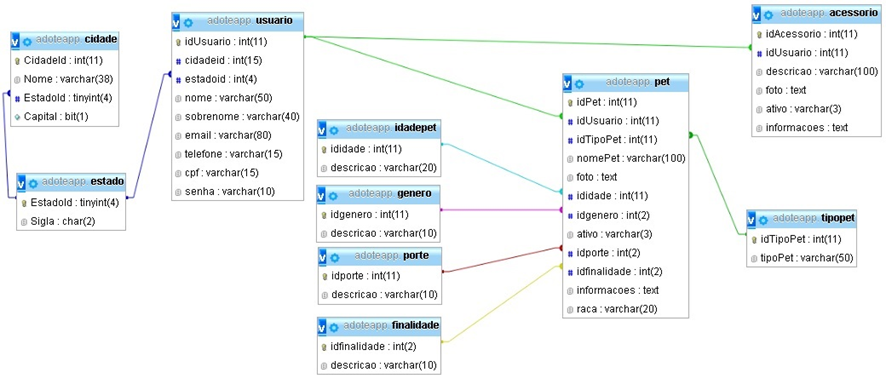 adoteapp cidade
CidadeId : int(11)
Nome : varchar(38)
EstadoId : tinyint(4)
Capital : bit(1)
adoteapp estado
EstadoId : tinyint(4)
Sigla : char(2)
adoteapp usuario
idUsuario : int(11)
cidadeid : int(15)
estadoid : int(4)
nome : varchar(50)
sobrenome : varchar(40)
email : varchar(80)
telefone : varchar(15)
cpf : varchar(15)
senha : varchar(10)
adoteapp idadepet
ididade : int(11)
descricao : varchar(20)
adoteapp genero
idgenero : int(11)
descricao : varchar(10)
adoteapp porte
idporte : int(11)
descricao : varchar(10)
adoteapp finalidade
idfinalidade : int(2)
descricao : varchar(10)
adoteapp pet
idPet : int(11)
idUsuario : int(11)
idTipoPet : int(11)
nomePet : varchar(100)
foto : text
ididade : int(11)
idgenero : int(2)
ativo : varchar(3)
idporte : int(2)
idfinalidade : int(2)
informacoes : text
raca : varchar(20)
adoteapp acessorio
idAcessorio : int(11)
idUsuario : int(11)
descricao : varchar(100)
foto : text
ativo : varchar(3)
informacoes : text
adoteapp tipopet
idTipoPet : int(11)
tipoPet : varchar(50)